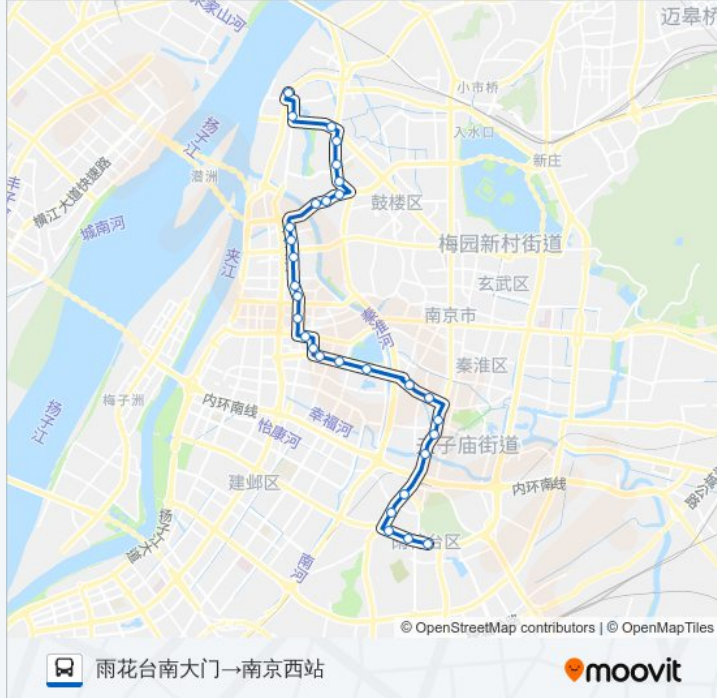 迈皋桥
小市桥
扬子江
入水口
新庄
潜洲
横江大道快速路
鼓楼区
城南河
梅园新村街道
夹江
玄武区
秦淮河
南京市
秦淮区
扬子江
梅子洲
内环南线
幸福河
怡康河
夫子庙街道
建邺区
内环南线
扬子江大道
南河
雨花台区
© OpenStreetMap contributors | © OpenMapTiles
雨花台南大门→南京西站
moovit